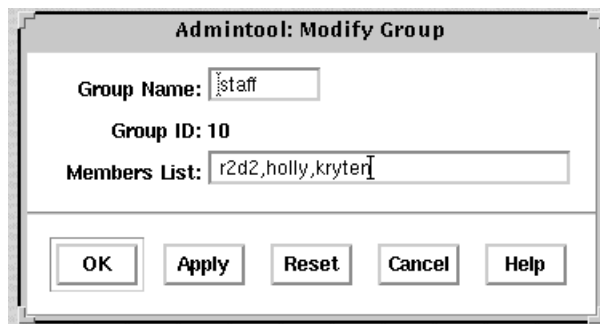 Admintool: Modify Group
Group Name: staff
Group ID: 10
Members List: r2d2,holly,kryten
OK Apply Reset Cancel Help